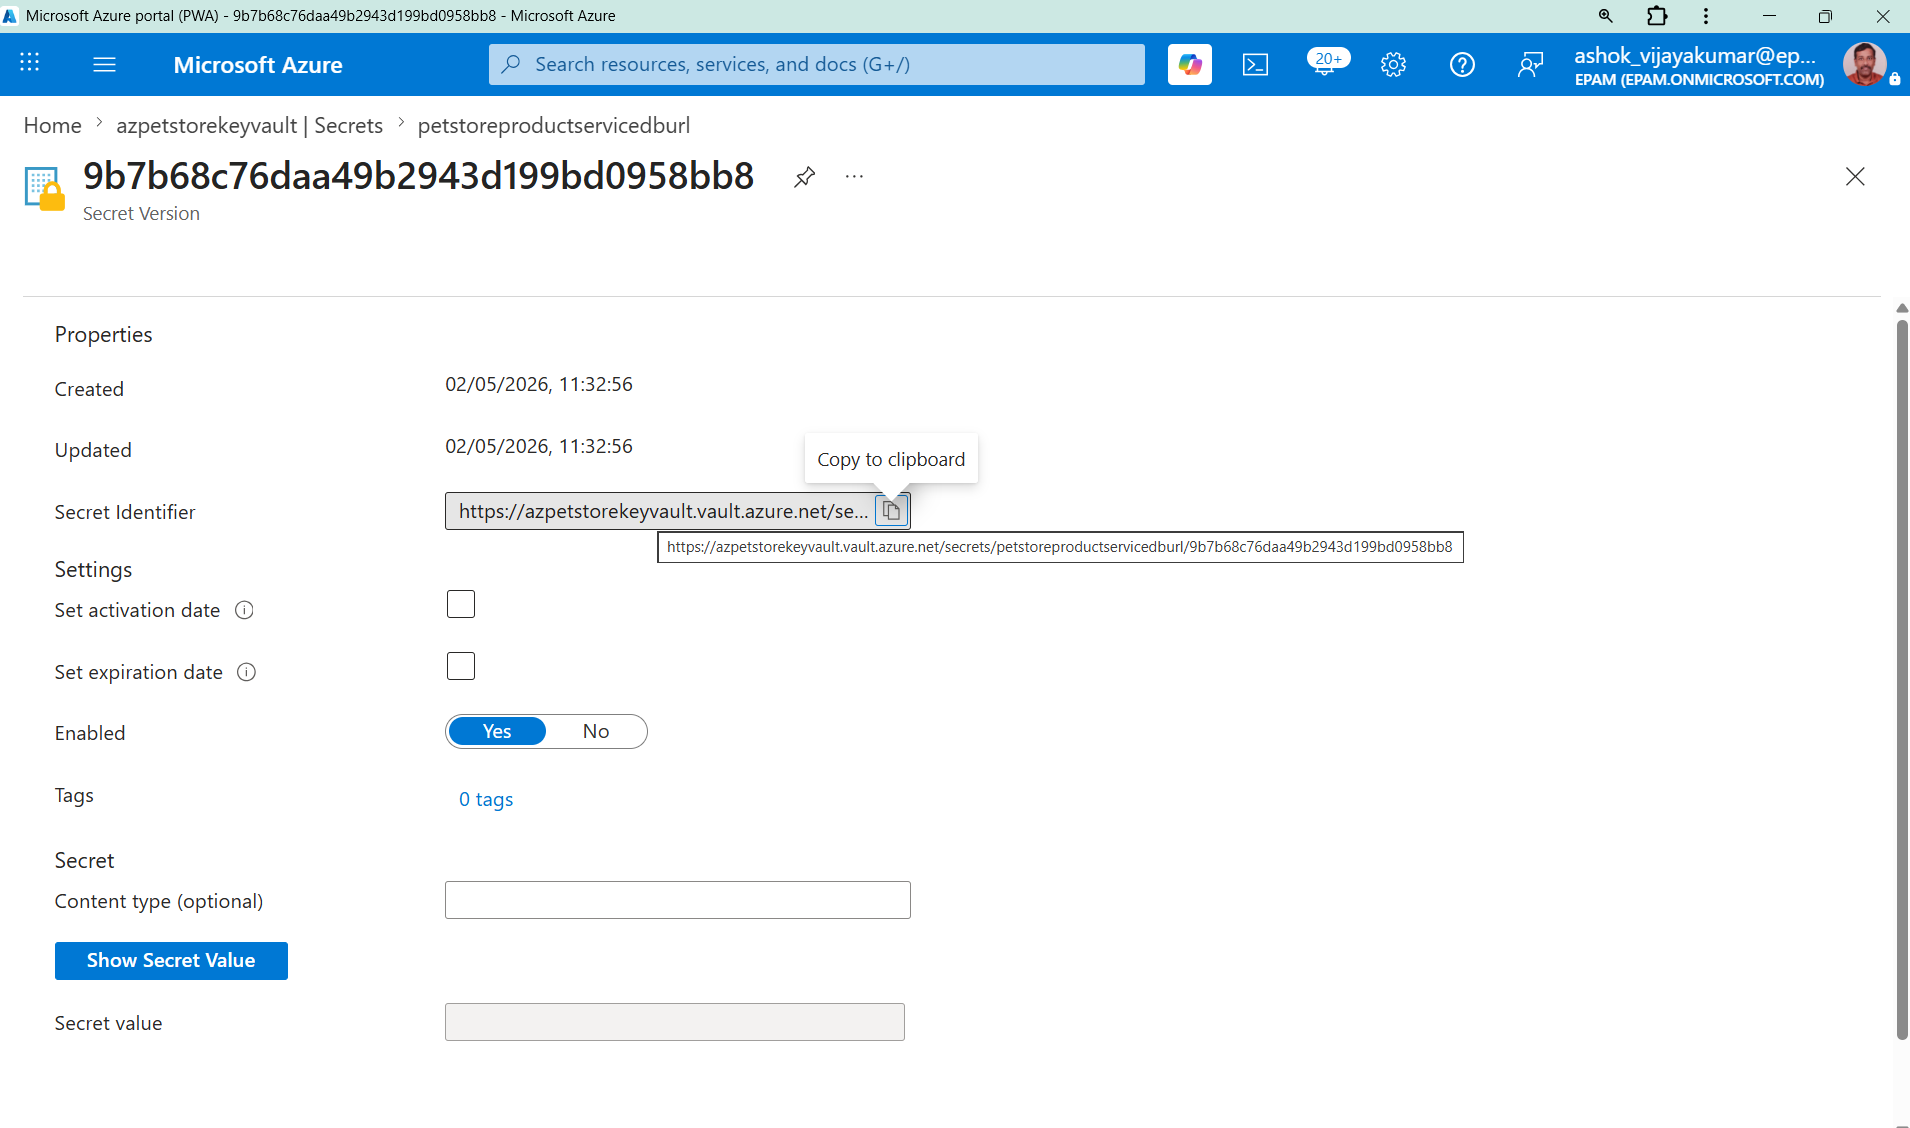 Microsoft Azure portal (PWA) - 9b7b68c76daa49b2943d199bd0958bb8 - Microsoft Azure
Microsoft Azure
Search resources, services, and docs (G+/)
20+
ashok_vijayakumar@ep...
EPAM (EPAM.ONMICROSOFT.COM)
Home > azpetstorekeyvault | Secrets > petstoreproductservicedburl
9b7b68c76daa49b2943d199bd0958bb8
Secret Version
Properties
Created 02/05/2026, 11:32:56
Updated 02/05/2026, 11:32:56
Copy to clipboard
Secret Identifier https://azpetstorekeyvault.vault.azure.net/se...
https://azpetstorekeyvault.vault.azure.net/secrets/petstoreproductservicedburl/9b7b68c76daa49b2943d199bd0958bb8
Settings
Set activation date
Set expiration date
Enabled Yes No
Tags 0 tags
Secret
Content type (optional)
Show Secret Value
Secret value